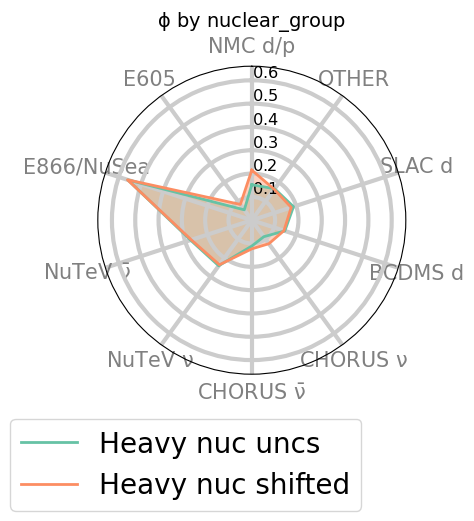 ϕ by nuclear_group
NMC d/p
E605
OTHER
0.6
0.5
0.4
0.3
0.2
0.1
E866/NuSea
SLAC d
NuTeV ν̄
BCDMS d
NuTeV ν
CHORUS ν
CHORUS ν̄
Heavy nuc uncs
Heavy nuc shifted